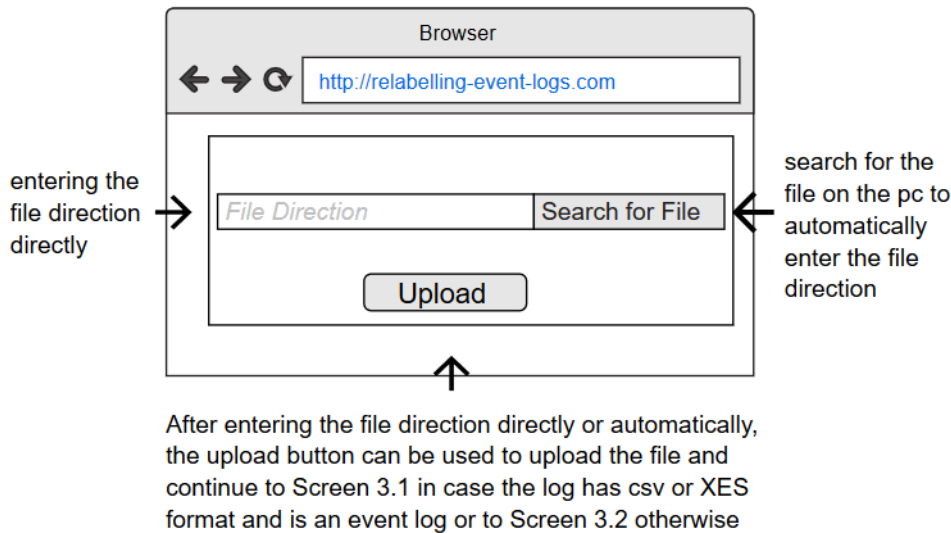 Browser
http://relabelling-event-logs.com
entering the
file direction
directly
File Direction
Search for File
search for the
file on the pc to
automatically
enter the file
direction
Upload
After entering the file direction directly or automatically,
the upload button can be used to upload the file and
continue to Screen 3.1 in case the log has csv or XES
format and is an event log or to Screen 3.2 otherwise